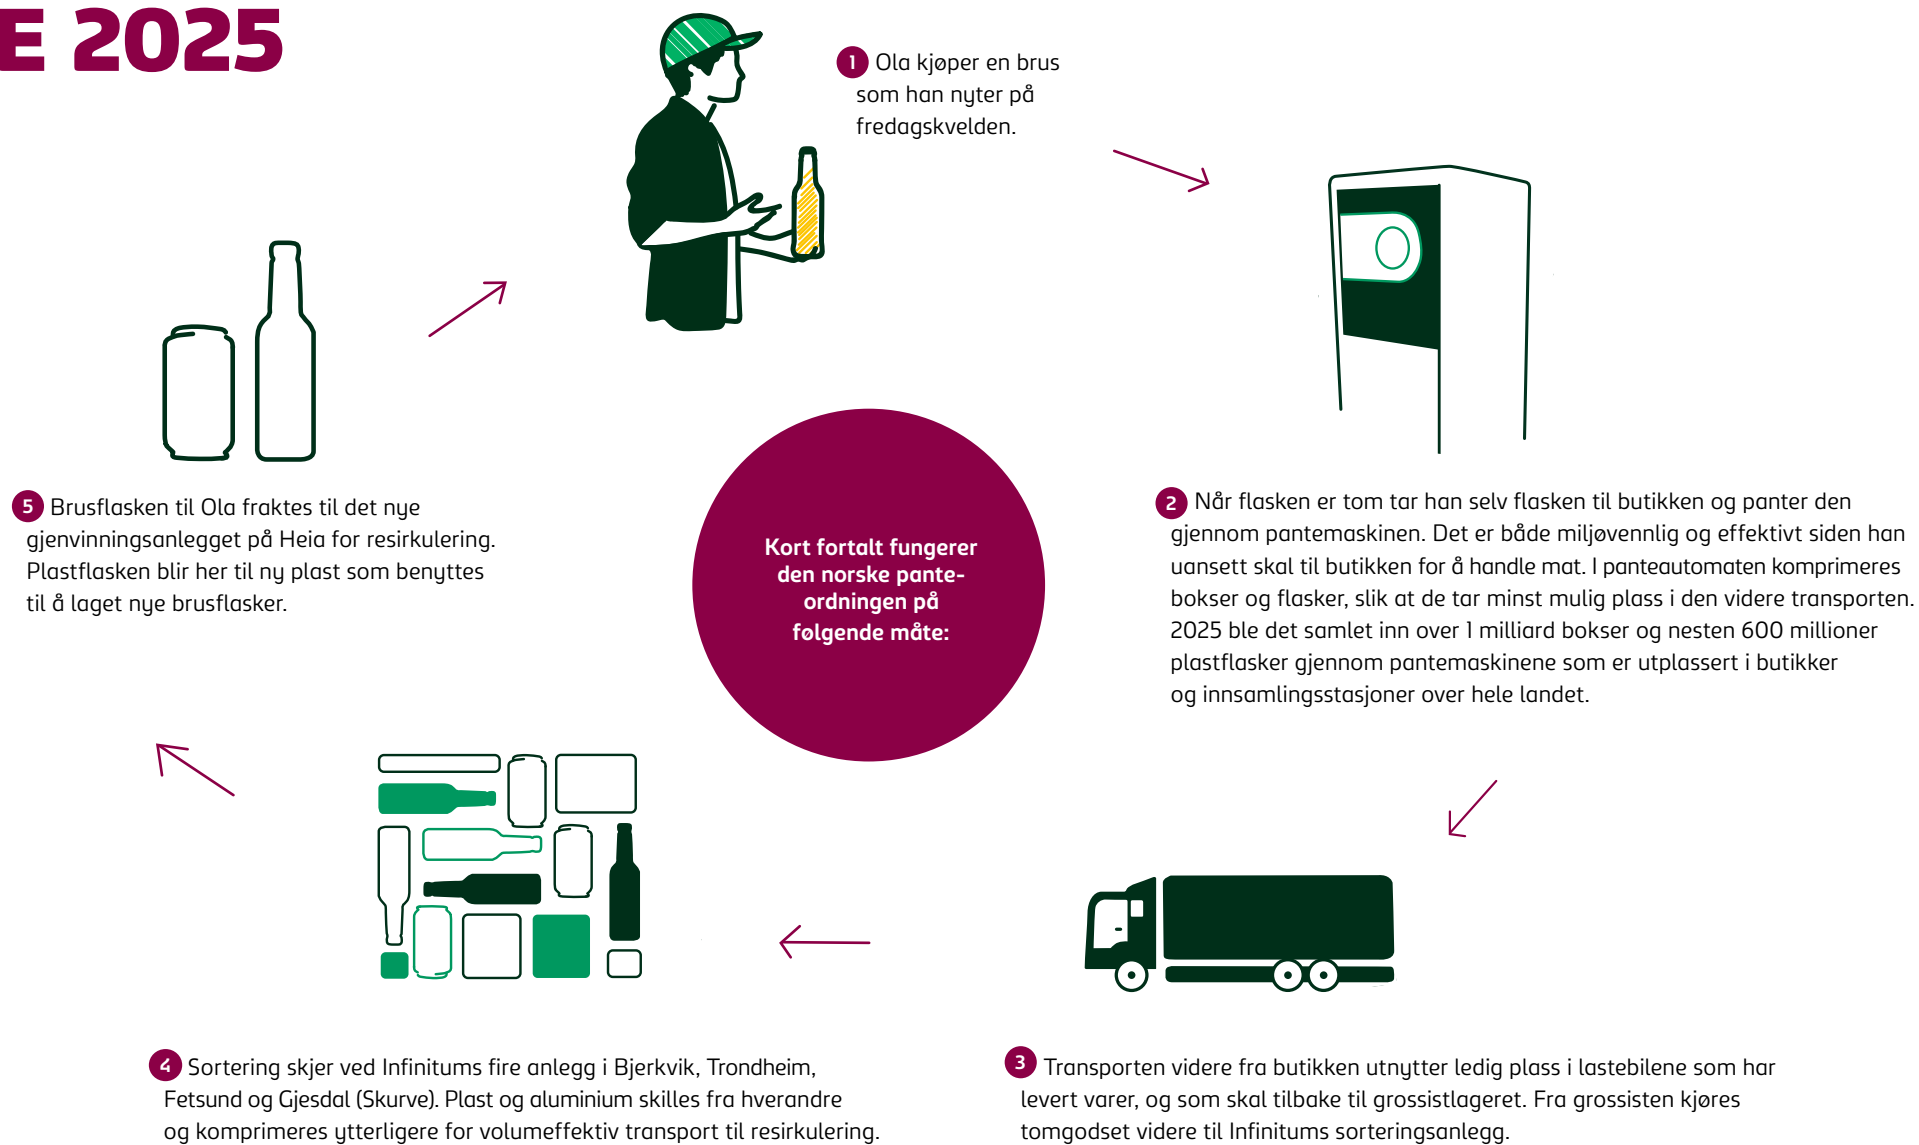 E 2025
1 Ola kjøper en brus
som han nyter på
fredagskvelden.
2 Når flasken er tom tar han selv flasken til butikken og panter den
gjennom pantemaskinen. Det er både miljøvennlig og effektivt siden han
uansett skal til butikken for å handle mat. I panteautomaten komprimeres
bokser og flasker, slik at de tar minst mulig plass i den videre transporten.
2025 ble det samlet inn over 1 milliard bokser og nesten 600 millioner
plastflasker gjennom pantemaskinene som er utplassert i butikker
og innsamlingsstasjoner over hele landet.
3 Transporten videre fra butikken utnytter ledig plass i lastebilene som har
levert varer, og som skal tilbake til grossistlageret. Fra grossisten kjøres
tomgodset videre til Infinitums sorteringsanlegg.
4 Sortering skjer ved Infinitums fire anlegg i Bjerkvik, Trondheim,
Fetsund og Gjesdal (Skurve). Plast og aluminium skilles fra hverandre
og komprimeres ytterligere for volumeffektiv transport til resirkulering.
5 Brusflasken til Ola fraktes til det nye
gjenvinningsanlegget på Heia for resirkulering.
Plastflasken blir her til ny plast som benyttes
til å laget nye brusflasker.
Kort fortalt fungerer
den norske pante-
ordningen på
følgende måte: